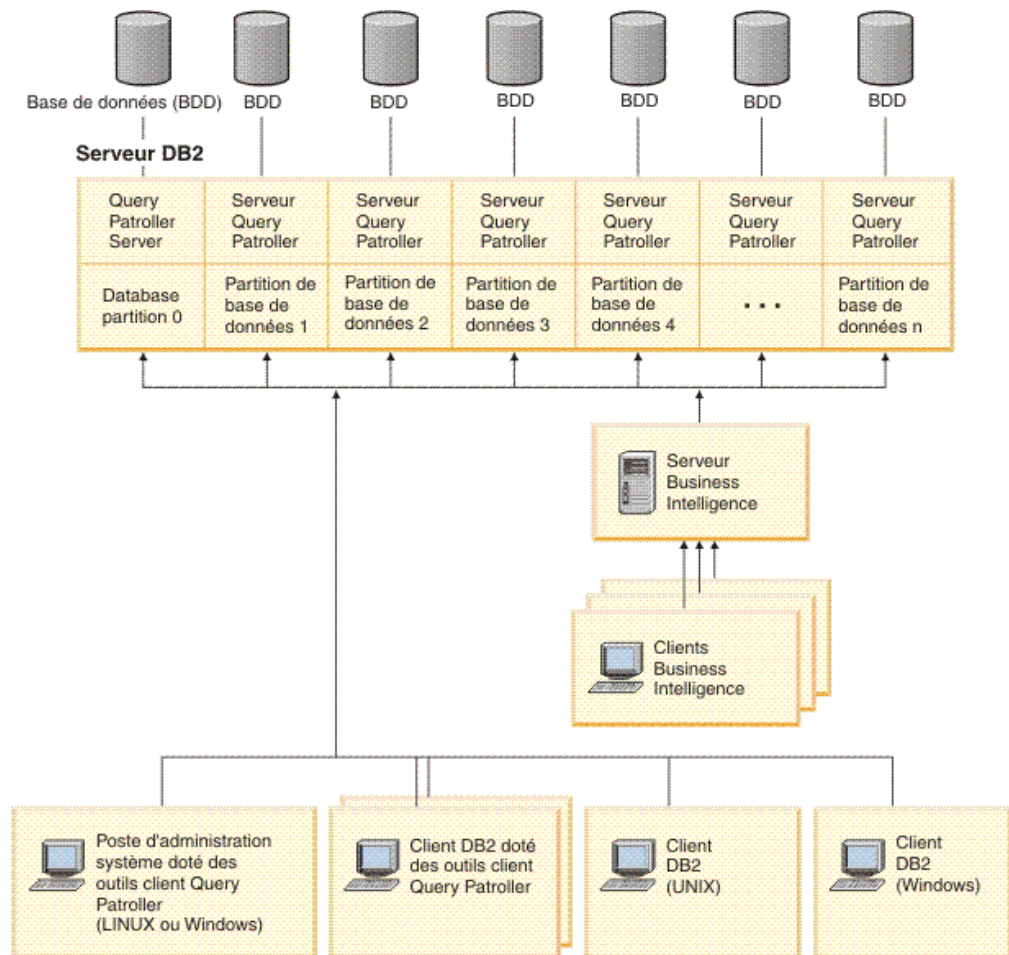 Base de données (BDD)
BDD
BDD
BDD
BDD
BDD
BDD
Serveur DB2
Query
Patroller
Server
Serveur
Query
Patroller
Serveur
Query
Patroller
Serveur
Query
Patroller
Serveur
Query
Patroller
Serveur
Query
Patroller
Serveur
Query
Patroller
Database
partition 0
Partition de
base de
données 1
Partition de
base de
données 2
Partition de
base de
données 3
Partition de
base de
données 4
...
Partition de
base de
données n
Serveur
Business
Intelligence
Clients
Business
Intelligence
Poste d'administration
système doté des
outils client Query
Patroller
(LINUX ou Windows)
Client DB2 doté
des outils client
Query Patroller
Client
DB2
(UNIX)
Client
DB2
(Windows)